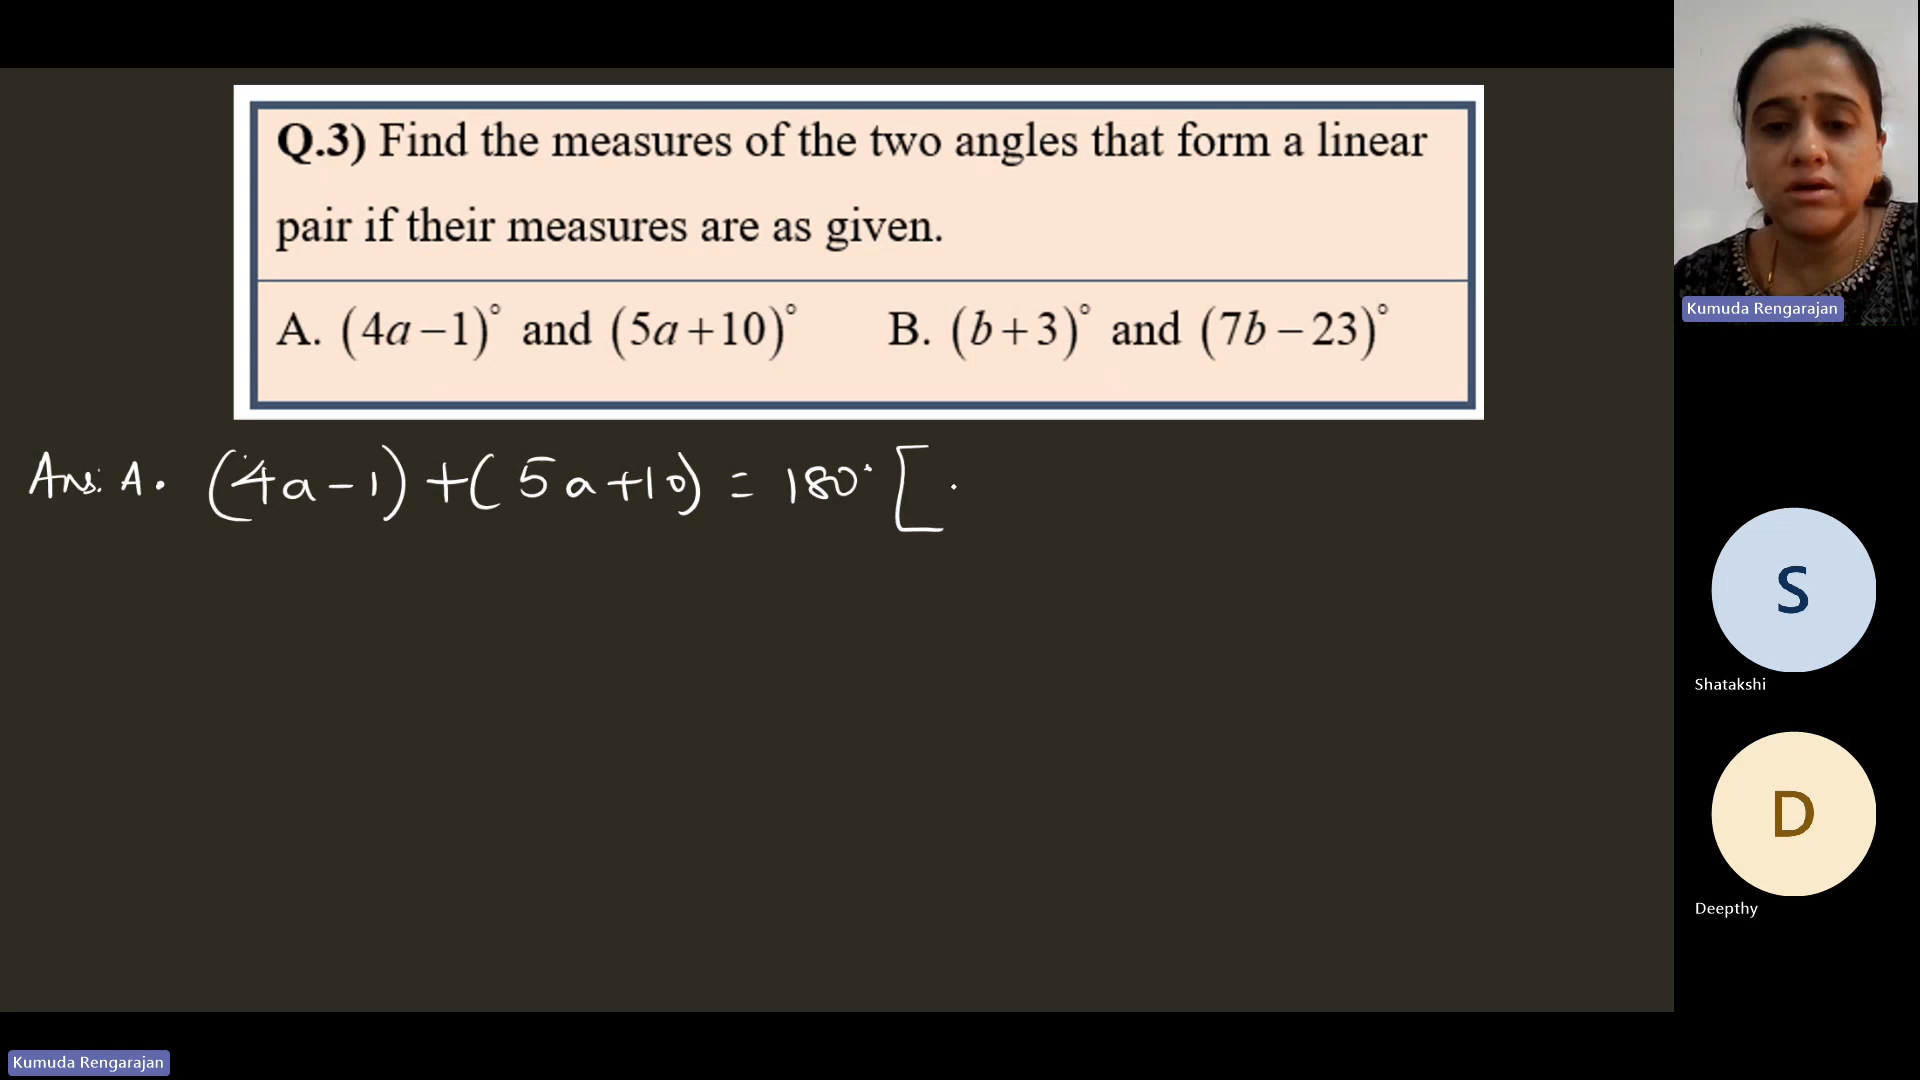 Q.3) Find the measures of the two angles that form a linear
pair if their measures are as given.
A. (4a−1)° and (5a+10)° B. (b+3)° and (7b−23)°
Ans: A. (4a-1)+(5a+10) = 180° [
Kumuda Rengarajan
S
Shatakshi
D
Deepthy
Kumuda Rengarajan